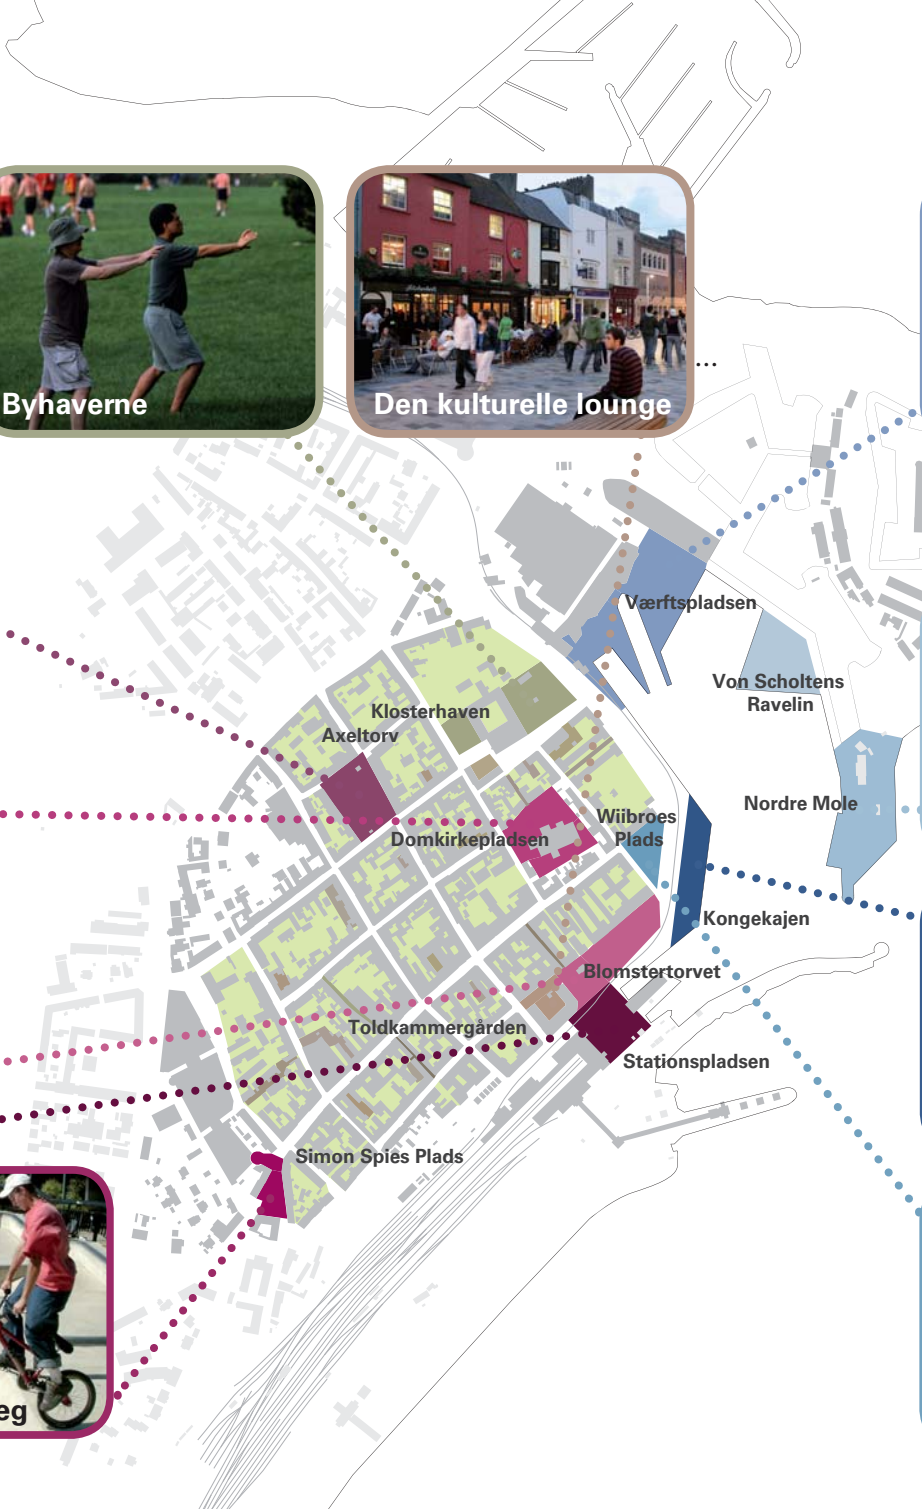 Byhaverne
Den kulturelle lounge
...
Værftspladsen
Von Scholtens
Ravelin
Klosterhaven
Axeltorv
Nordre Mole
Wiibroes
Plads
Domkirkepladsen
Kongekajen
Blomstertorvet
Toldkammergården
Stationspladsen
Simon Spies Plads
eg